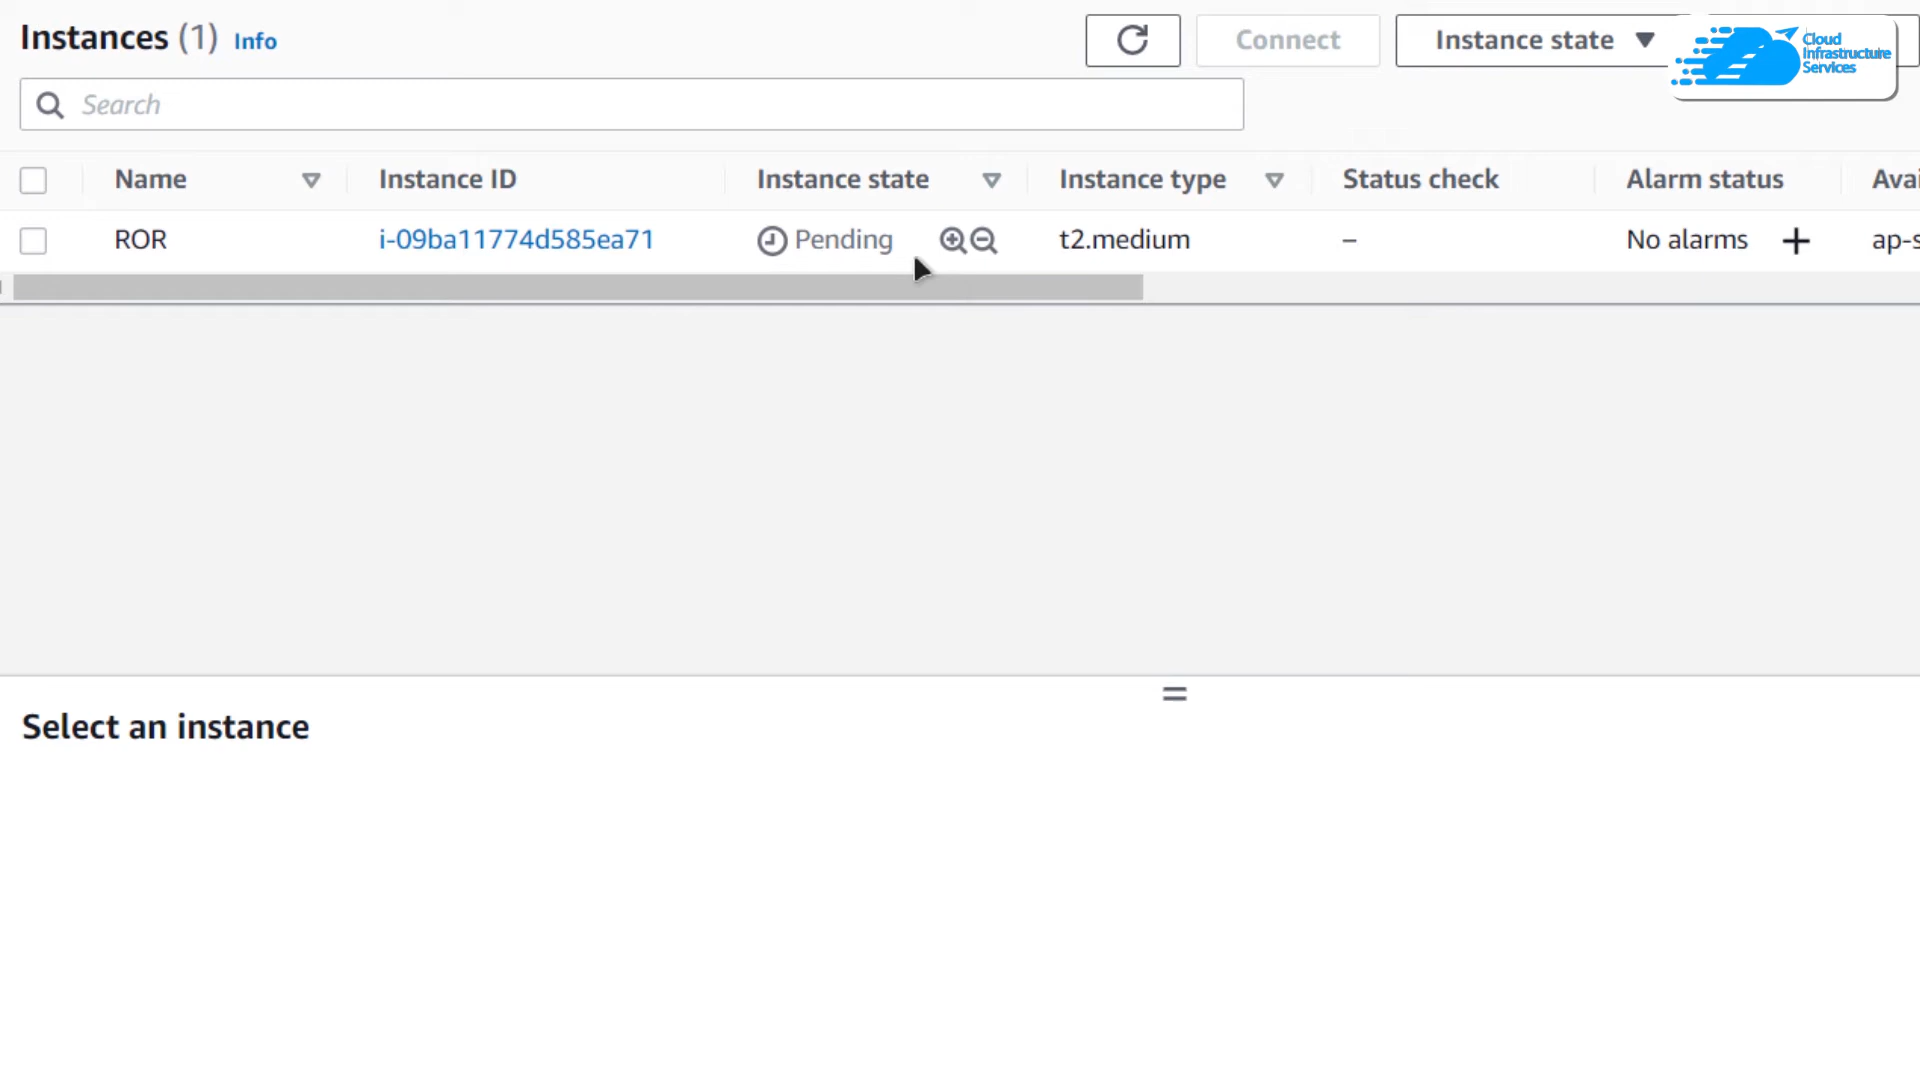 Instances (1) Info
Connect
Instance state
Cloud
Infrastructure
Services
Search
Name Instance ID Instance state Instance type Status check Alarm status Avai
ROR i-09ba11774d585ea71 Pending t2.medium – No alarms + ap-s
Select an instance